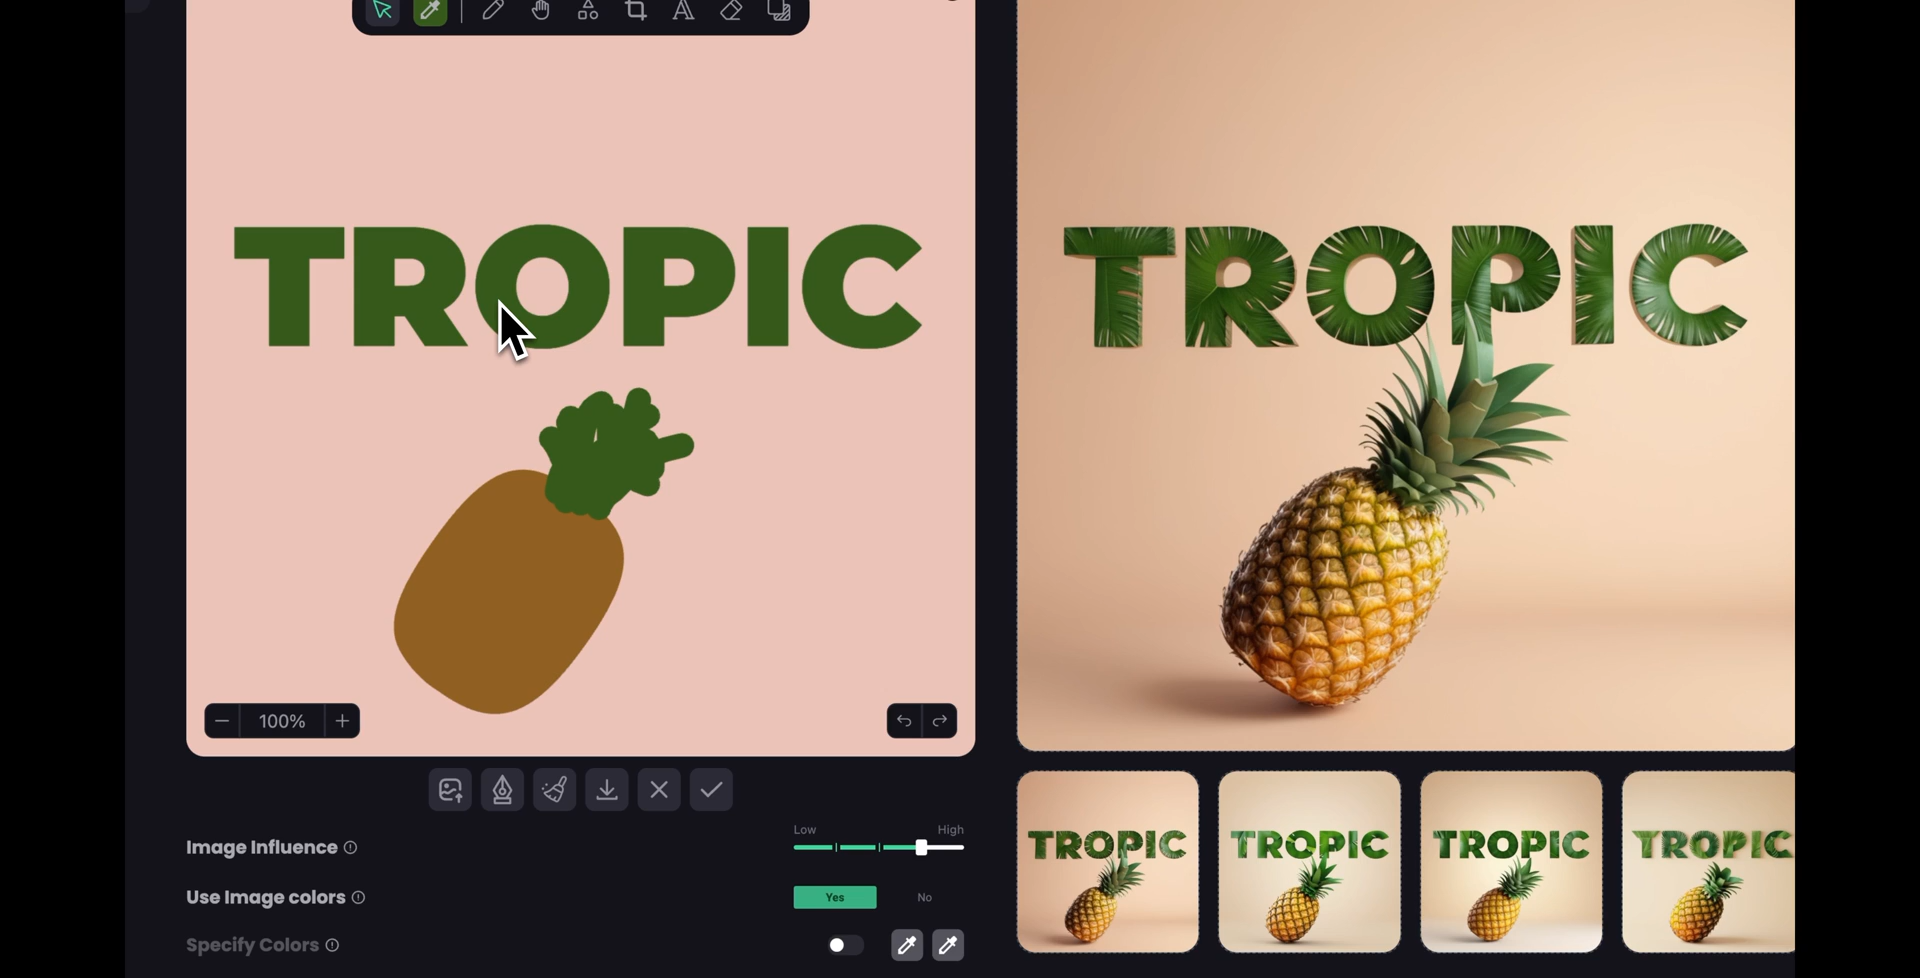 TROPIC
TROPIC
100%
Low
High
Image Influence
Use Image colors
Yes
No
Specify Colors
TROPIC
TROPIC
TROPIC
TROPIC